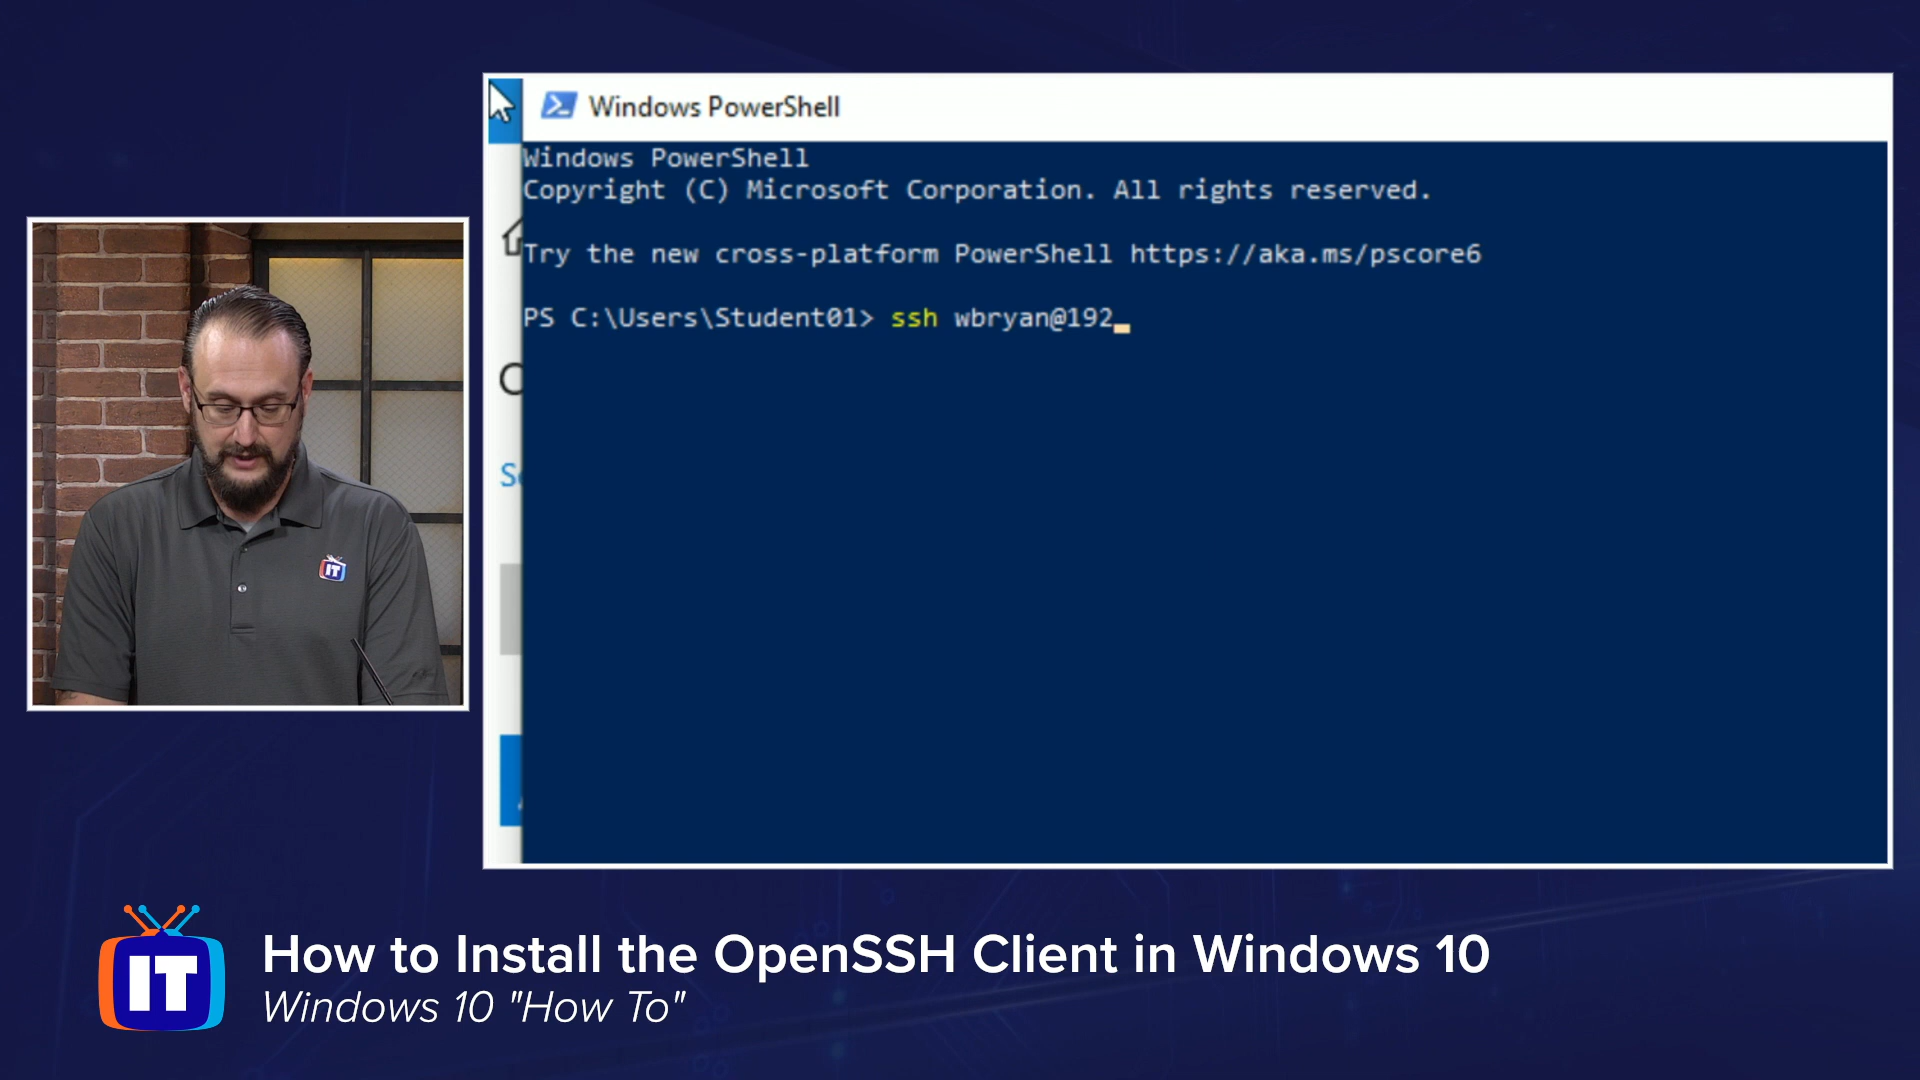 Windows PowerShell
Windows PowerShell
Copyright (C) Microsoft Corporation. All rights reserved.
Try the new cross-platform PowerShell https://aka.ms/pscore6
PS C:\Users\Student01> ssh wbryan@192_
IT
IT
How to Install the OpenSSH Client in Windows 10
Windows 10 "How To"